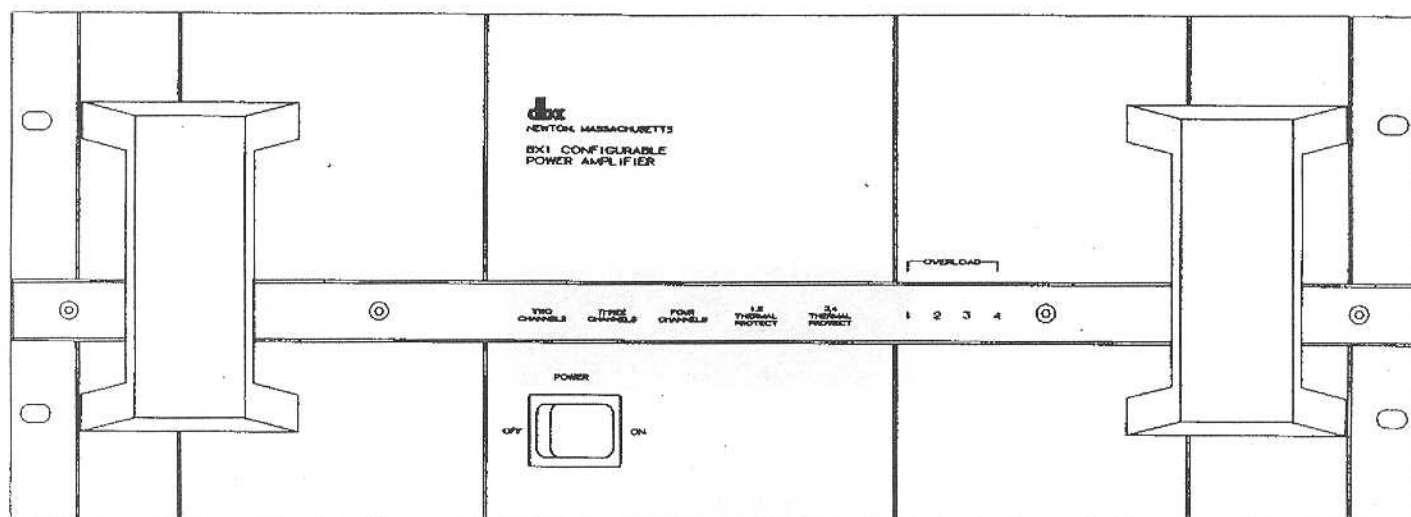 dbx
NEWTON, MASSACHUSETTS
BX1 CONFIGURABLE
POWER AMPLIFIER
OVERLOAD
TWO
CHANNELS
THREE
CHANNELS
FOUR
CHANNELS
1,2
THERMAL
PROTECT
3,4
THERMAL
PROTECT
1 2 3 4
POWER
OFF
ON